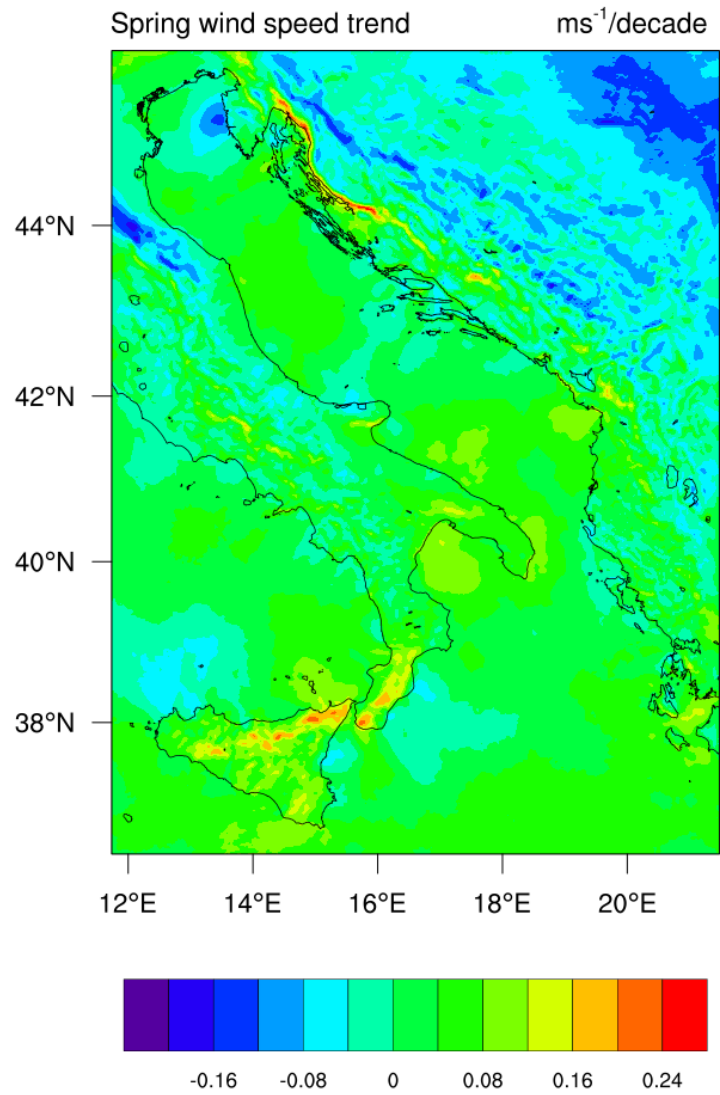 Spring wind speed trend ms⁻¹/decade
44°N
42°N
40°N
38°N
12°E 14°E 16°E 18°E 20°E
-0.16 -0.08 0 0.08 0.16 0.24